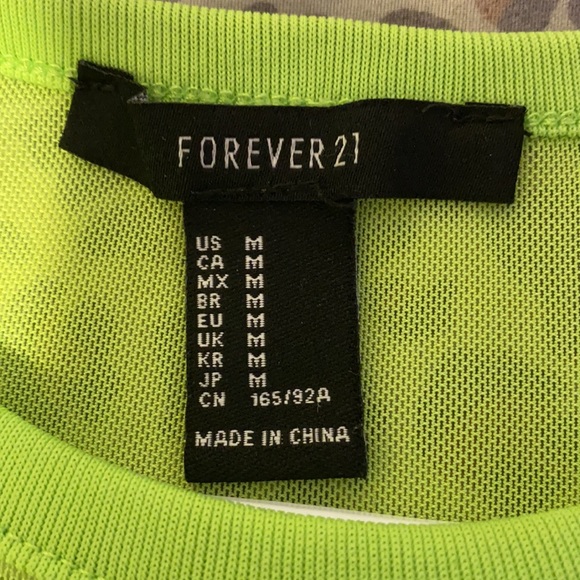 FOREVER 21
US M
CA M
MX M
BR M
EU M
UK M
KR M
JP M
CN 165/92A
MADE IN CHINA